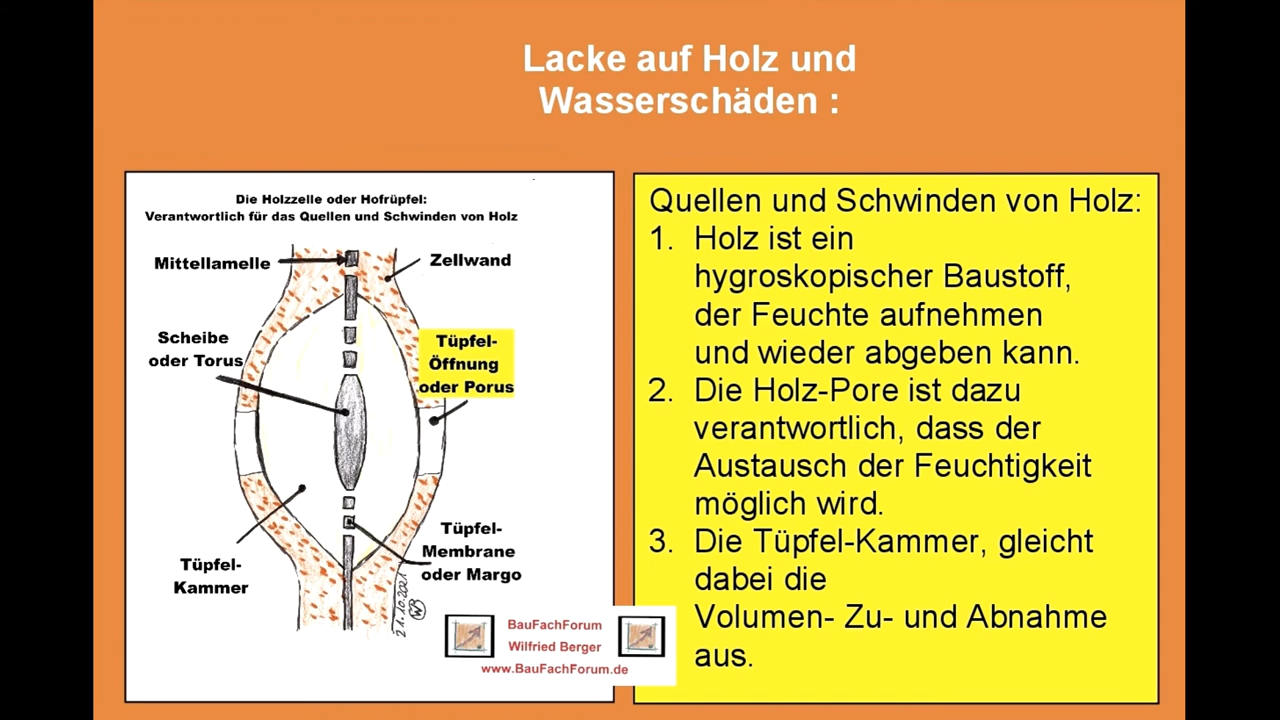 Lacke auf Holz und
Wasserschäden :
Die Holzzelle oder Hofrüpfel:
Verantwortlich für das Quellen und Schwinden von Holz
Mittellamelle
Zellwand
Scheibe
oder Torus
Tüpfel-
Öffnung
oder Porus
Tüpfel-
Kammer
Tüpfel-
Membrane
oder Margo
21.10.2021
WB
BauFachForum
Wilfried Berger
www.BauFachForum.de
Quellen und Schwinden von Holz:
1. Holz ist ein
hygroskopischer Baustoff,
der Feuchte aufnehmen
und wieder abgeben kann.
2. Die Holz-Pore ist dazu
verantwortlich, dass der
Austausch der Feuchtigkeit
möglich wird.
3. Die Tüpfel-Kammer, gleicht
dabei die
Volumen- Zu- und Abnahme
aus.